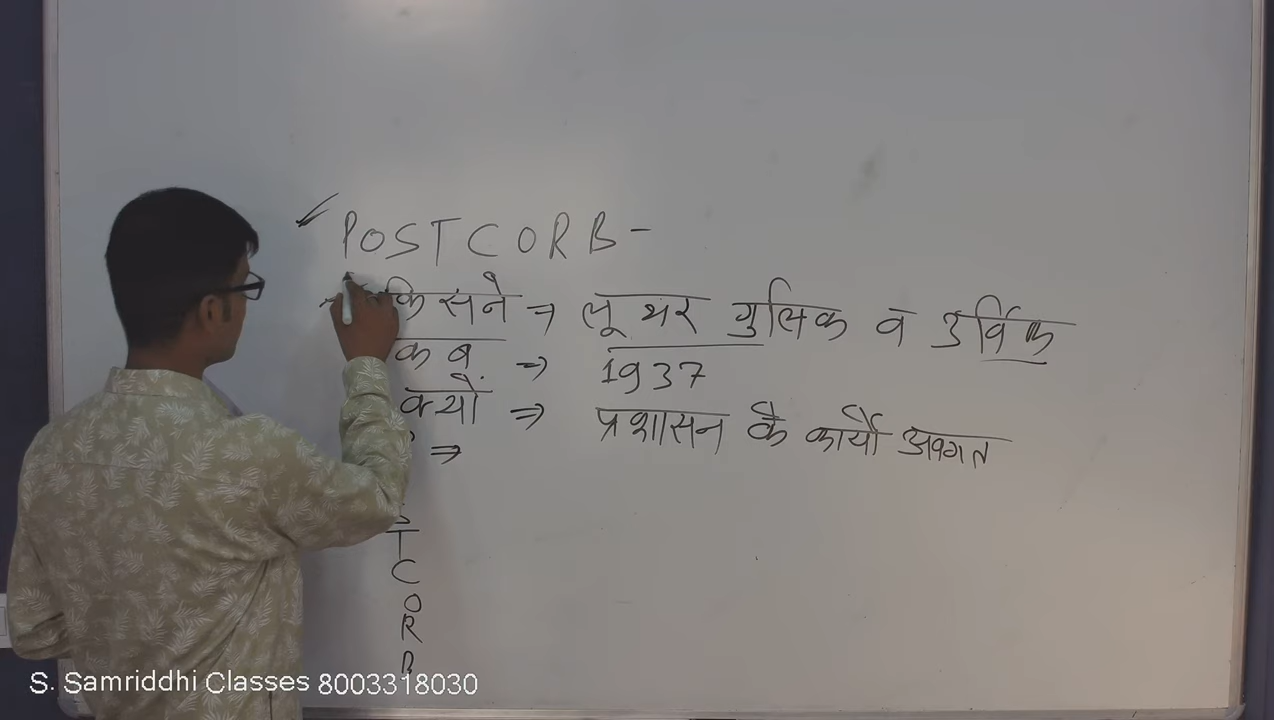 POSTCORB -
किसने ⇒ लूथर गुलिक व उर्विक
कब ⇒ 1937
क्यों ⇒ प्रशासन के कार्यों अवगत
⇒
S
T
C
O
R
B
S. Samriddhi Classes 8003318030